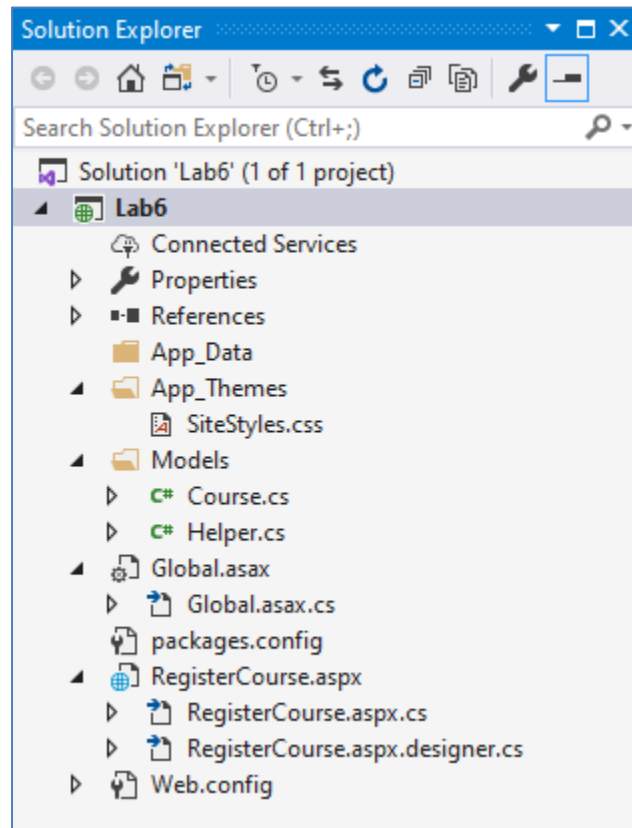 Solution Explorer
Search Solution Explorer (Ctrl+;)
Solution 'Lab6' (1 of 1 project)
Lab6
Connected Services
Properties
References
App_Data
App_Themes
SiteStyles.css
Models
C# Course.cs
C# Helper.cs
Global.asax
Global.asax.cs
packages.config
RegisterCourse.aspx
RegisterCourse.aspx.cs
RegisterCourse.aspx.designer.cs
Web.config